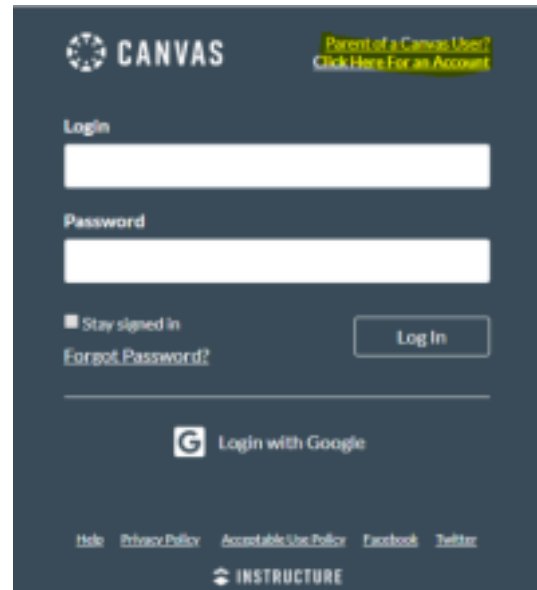 CANVAS
Parent of a Canvas User?
Click Here For an Account
Login
Password
Stay signed in
Forgot Password?
Log In
G Login with Google
Help Privacy Policy Acceptable Use Policy Facebook Twitter
INSTRUCTURE